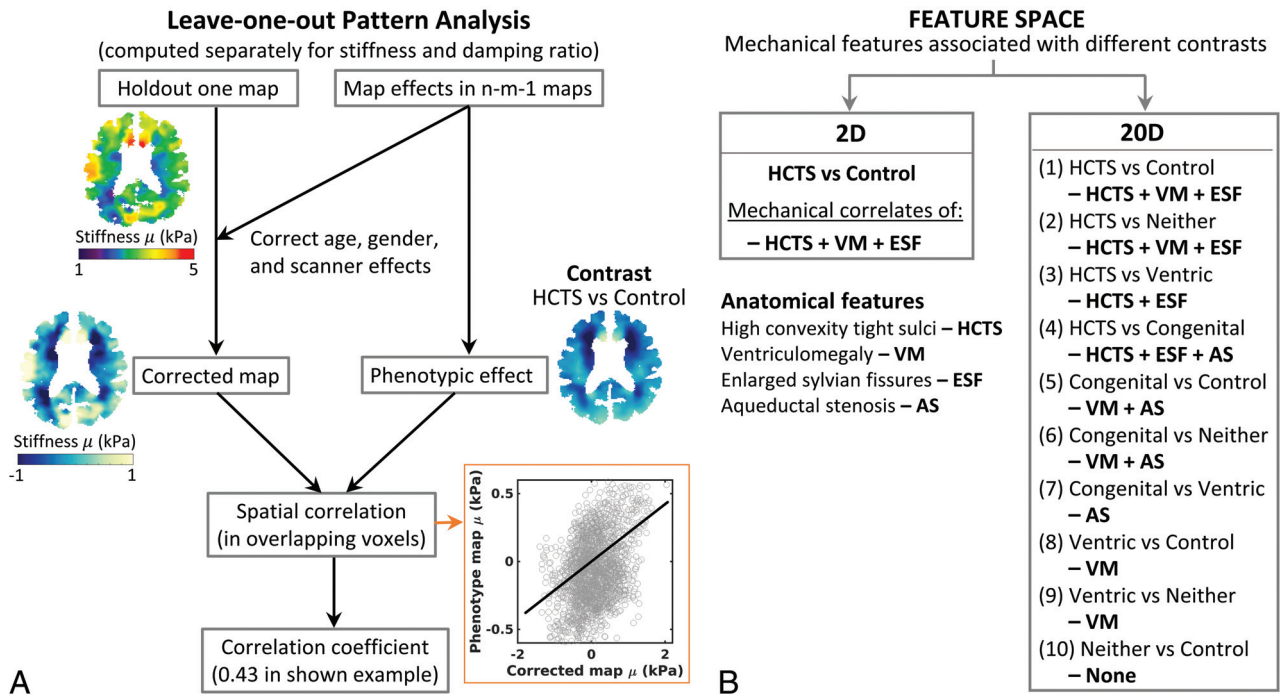 Leave-one-out Pattern Analysis
(computed separately for stiffness and damping ratio)
Holdout one map
Map effects in n-m-1 maps
Stiffness μ (kPa)
1 5
Correct age, gender,
and scanner effects
Contrast
HCTS vs Control
Corrected map
Phenotypic effect
Stiffness μ (kPa)
-1 1
Spatial correlation
(in overlapping voxels)
Phenotype map μ (kPa)
0.5
0
-0.5
-2 0 2
Corrected map μ (kPa)
Correlation coefficient
(0.43 in shown example)
A
FEATURE SPACE
Mechanical features associated with different contrasts
2D
HCTS vs Control
Mechanical correlates of:
– HCTS + VM + ESF
Anatomical features
High convexity tight sulci – HCTS
Ventriculomegaly – VM
Enlarged sylvian fissures – ESF
Aqueductal stenosis – AS
20D
(1) HCTS vs Control
– HCTS + VM + ESF
(2) HCTS vs Neither
– HCTS + VM + ESF
(3) HCTS vs Ventric
– HCTS + ESF
(4) HCTS vs Congenital
– HCTS + ESF + AS
(5) Congenital vs Control
– VM + AS
(6) Congenital vs Neither
– VM + AS
(7) Congenital vs Ventric
– AS
(8) Ventric vs Control
– VM
(9) Ventric vs Neither
– VM
(10) Neither vs Control
– None
B